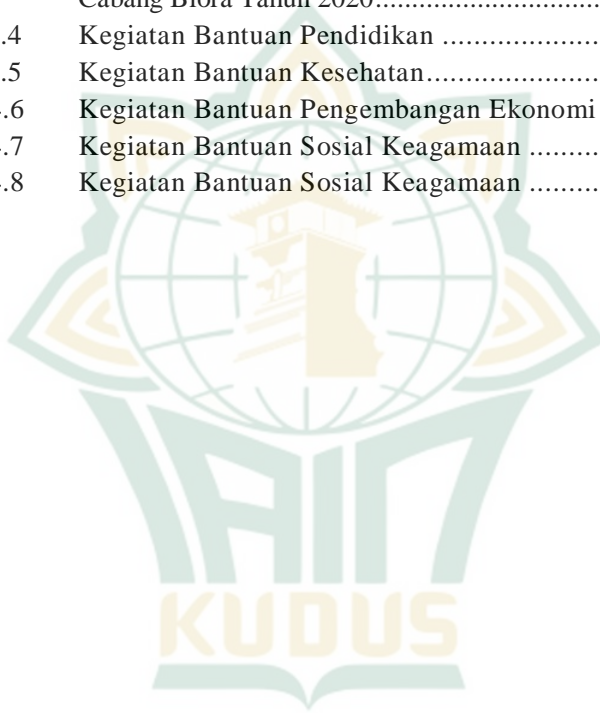 Cabang Blora Tahun 2020..............................
.4 Kegiatan Bantuan Pendidikan ....................
.5 Kegiatan Bantuan Kesehatan......................
.6 Kegiatan Bantuan Pengembangan Ekonomi
.7 Kegiatan Bantuan Sosial Keagamaan .........
.8 Kegiatan Bantuan Sosial Keagamaan .........
IAIN
KUDUS